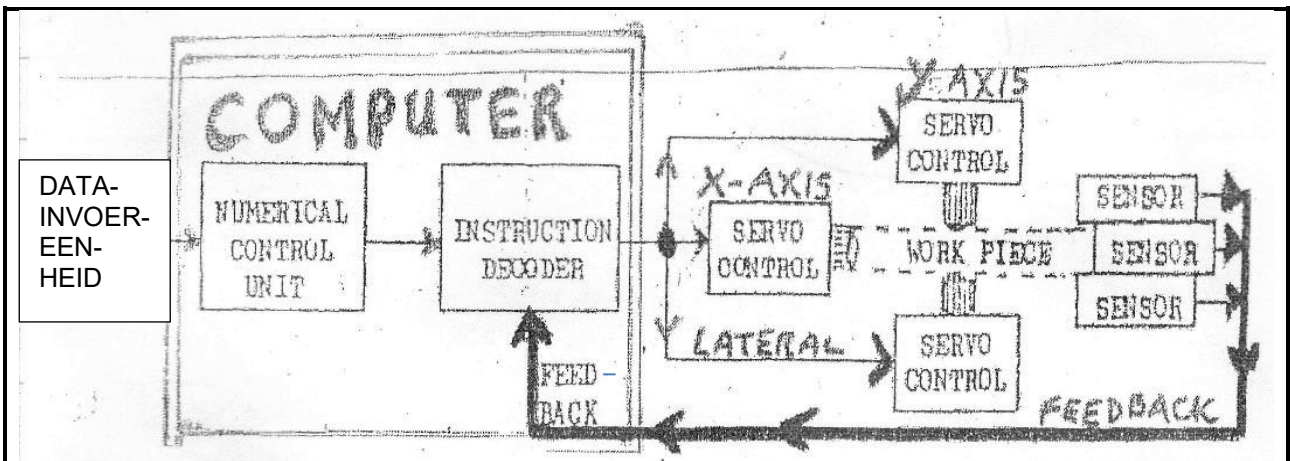 COMPUTER
DATA-
INVOER-
EEN-
HEID
NUMERICAL
CONTROL
UNIT
INSTRUCTION
DECODER
FEED-
BACK
X-AXIS
SERVO
CONTROL
Y-AXIS
SERVO
CONTROL
WORK PIECE
LATERAL
SERVO
CONTROL
SENSOR
SENSOR
SENSOR
FEEDBACK